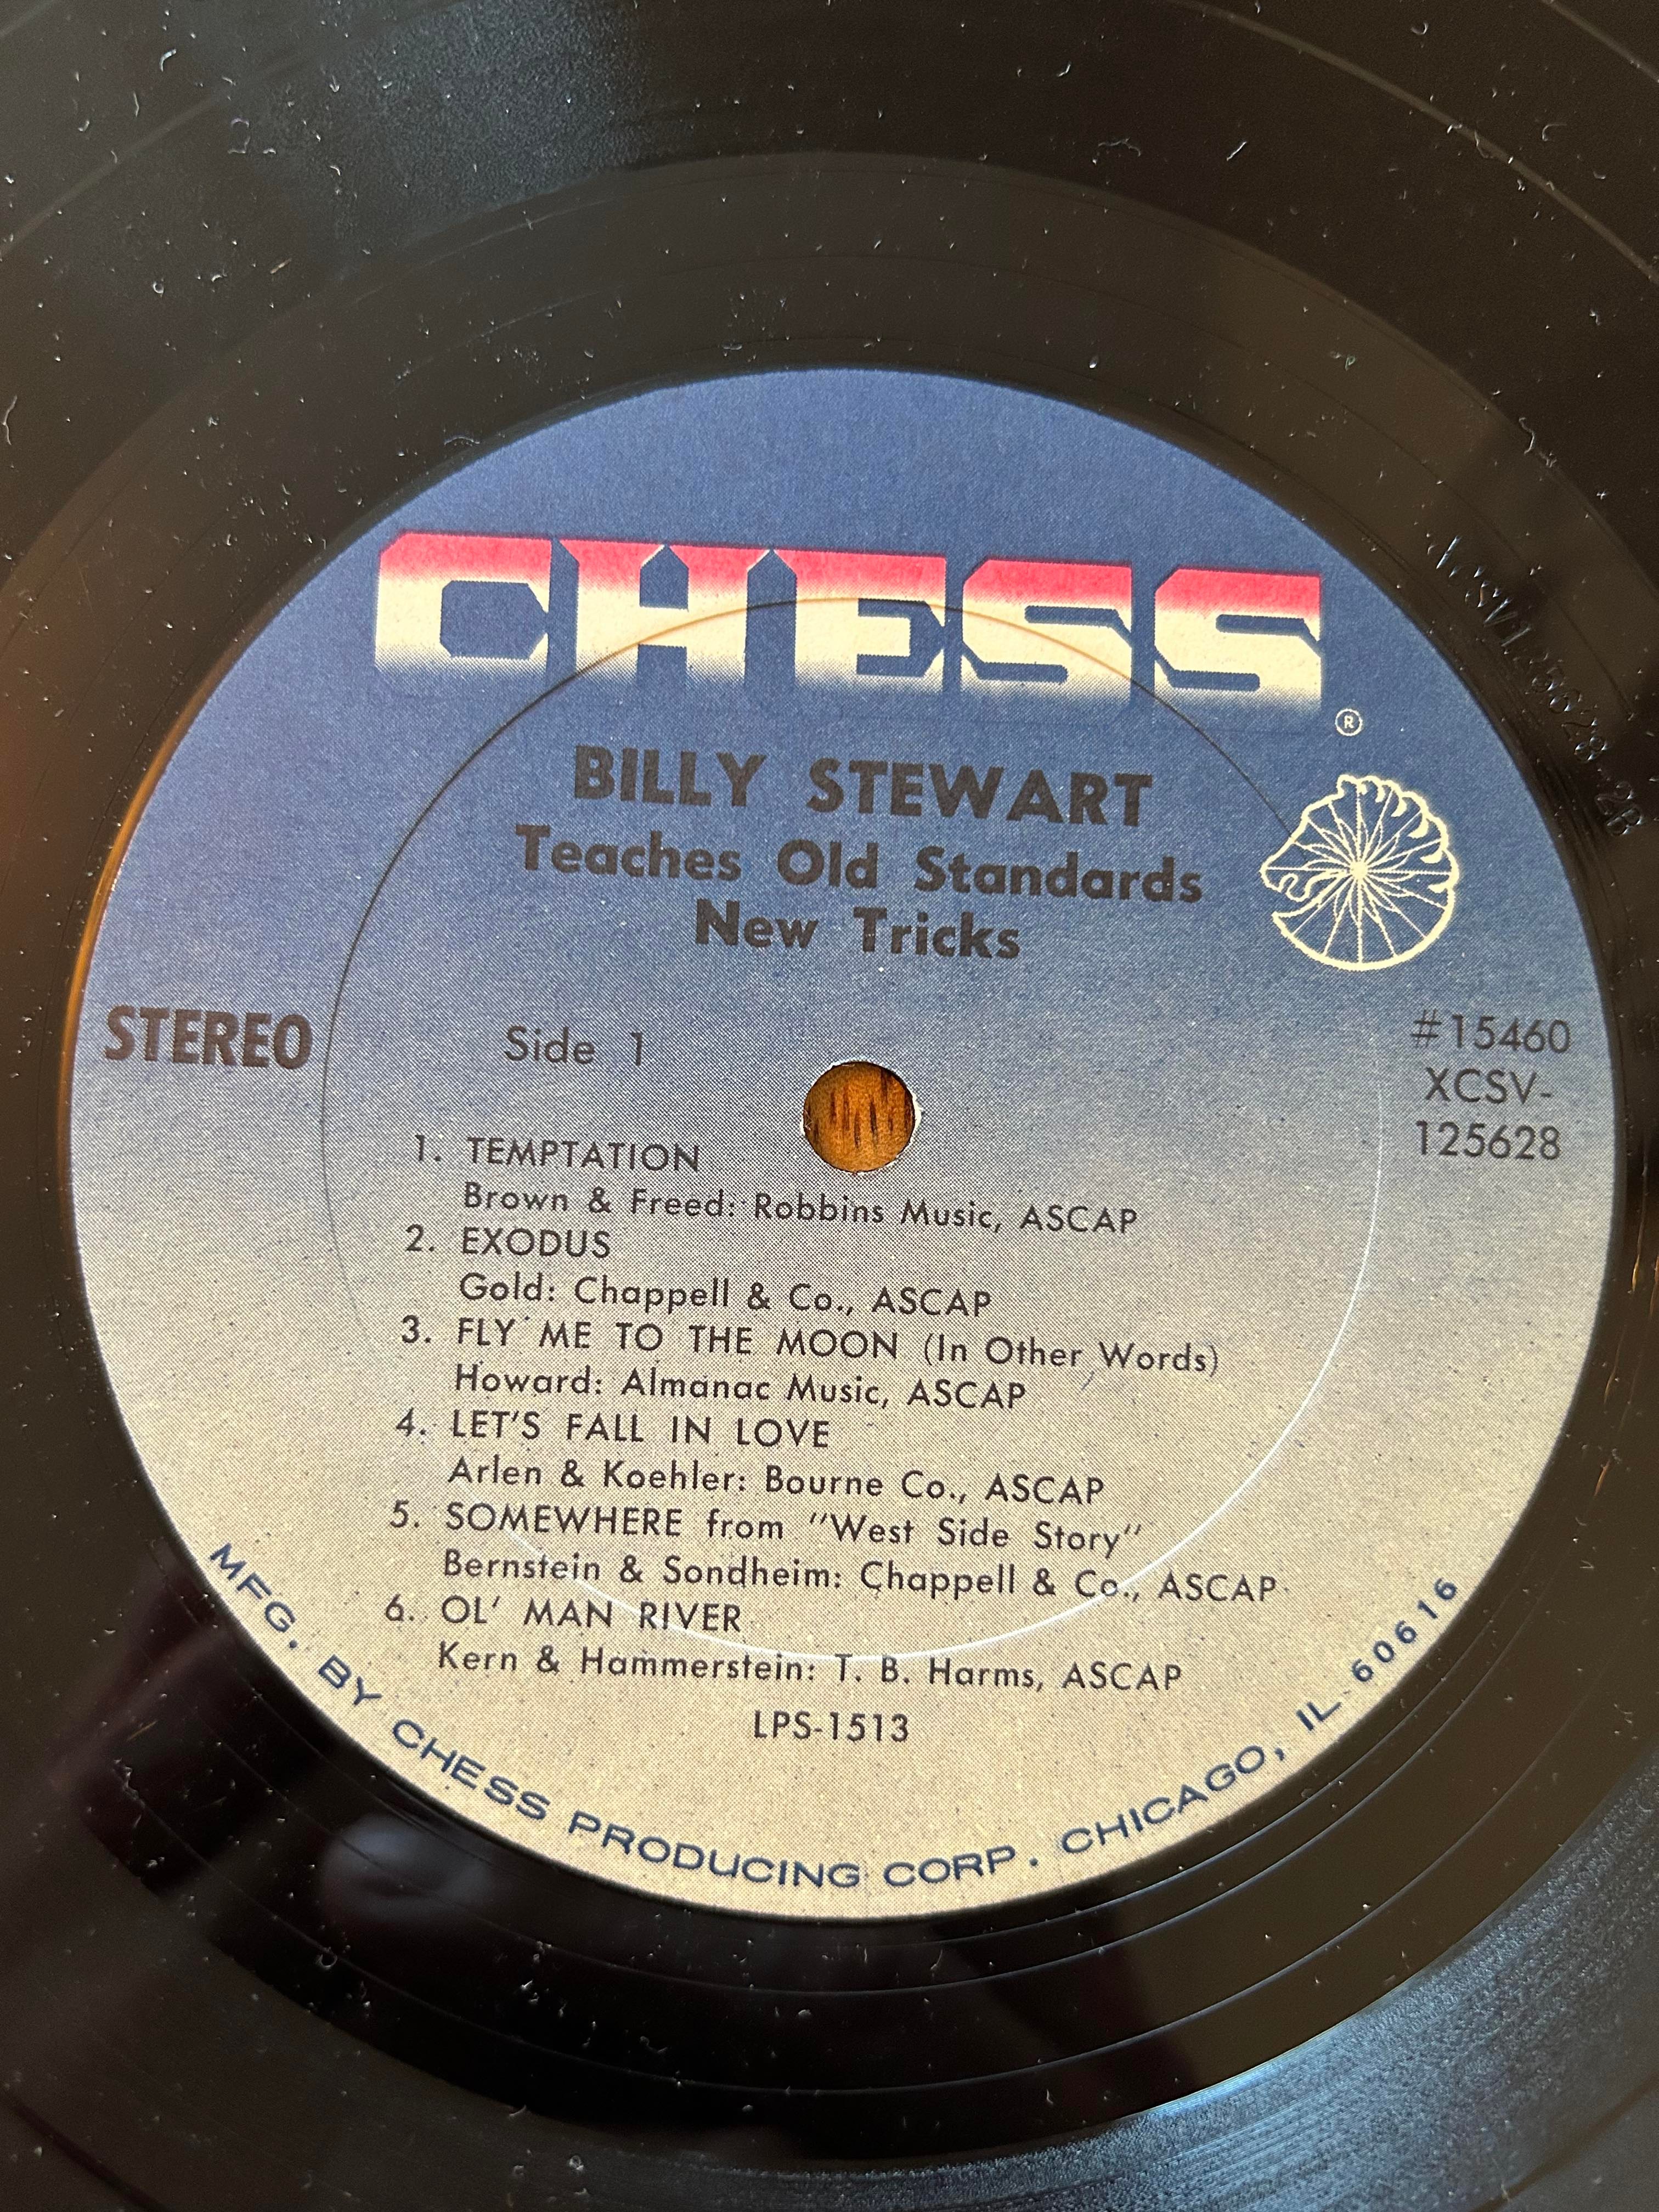 CHESS
®
BILLY STEWART
Teaches Old Standards
New Tricks
STEREO
Side 1
#15460
XCSV-
125628
1. TEMPTATION
Brown & Freed: Robbins Music, ASCAP
2. EXODUS
Gold: Chappell & Co., ASCAP
3. FLY ME TO THE MOON (In Other Words)
Howard: Almanac Music, ASCAP
4. LET'S FALL IN LOVE
Arlen & Koehler: Bourne Co., ASCAP
5. SOMEWHERE from "West Side Story"
Bernstein & Sondheim: Chappell & Co., ASCAP
6. OL' MAN RIVER
Kern & Hammerstein: T. B. Harms, ASCAP
LPS-1513
MFG. BY CHESS PRODUCING CORP. CHICAGO, IL 60616